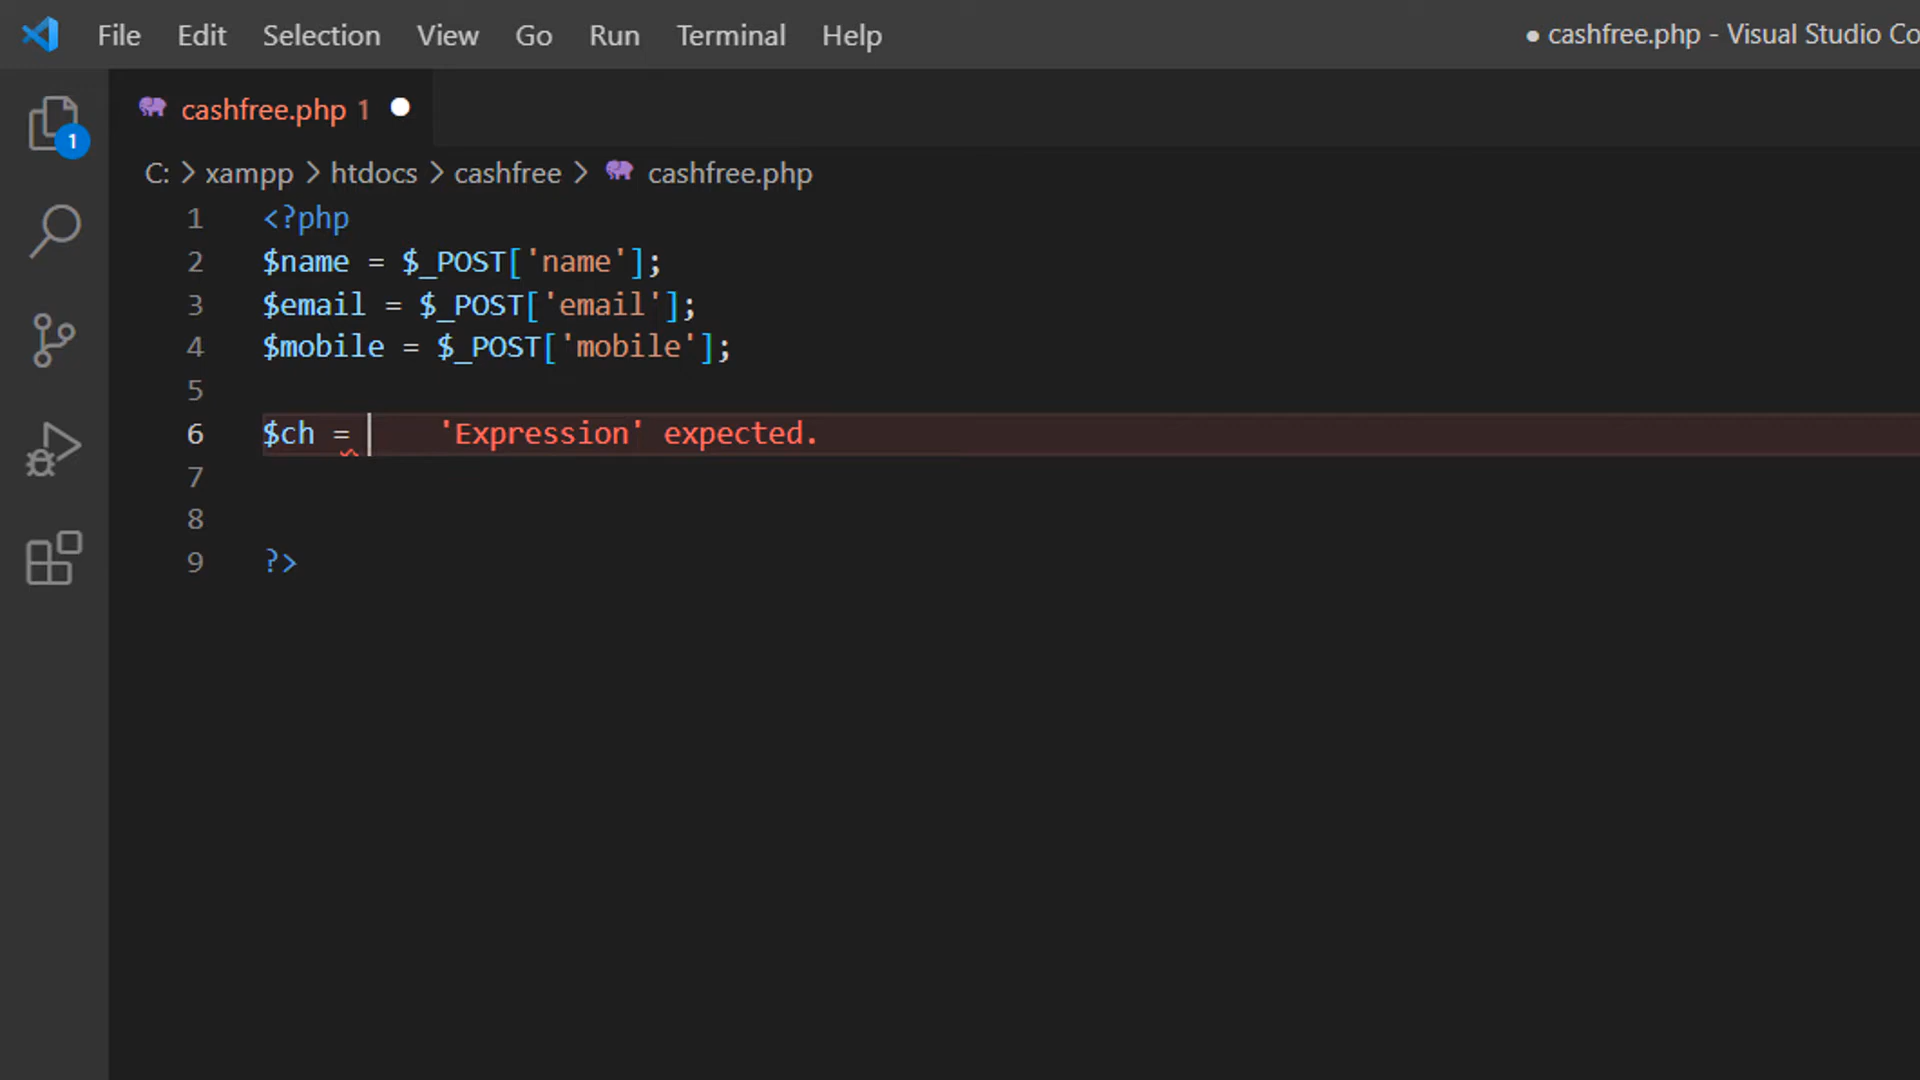 File Edit Selection View Go Run Terminal Help
● cashfree.php - Visual Studio Co
cashfree.php 1
1
C: > xampp > htdocs > cashfree > cashfree.php
1 <?php
2 $name = $_POST['name'];
3 $email = $_POST['email'];
4 $mobile = $_POST['mobile'];
5
6 $ch = 'Expression' expected.
7
8
9 ?>